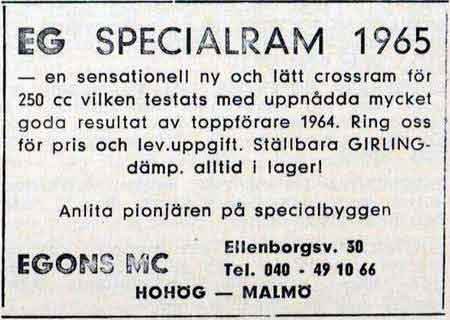 EG SPECIALRAM 1965
— en sensationell ny och lätt crossram för
250 cc vilken testats med uppnådda mycket
goda resultat av toppförare 1964. Ring oss
för pris och lev.uppgift. Ställbara GIRLING-
dämp. alltid i lager!
Anlita pionjären på specialbyggen
EGONS MC
Ellenborgsv. 30
Tel. 040 - 49 10 66
HOHÖG — MALMÖ